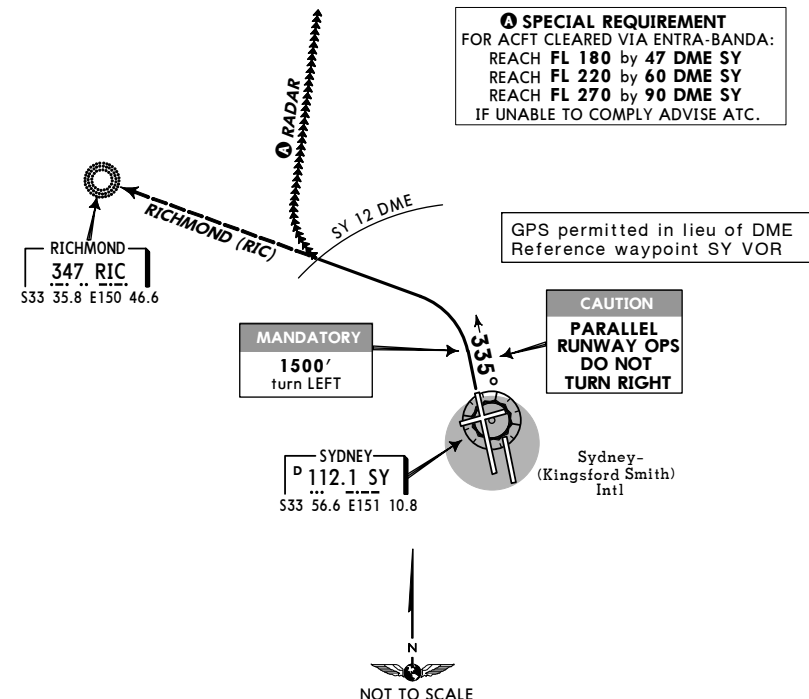 A SPECIAL REQUIREMENT
FOR ACFT CLEARED VIA ENTRA-BANDA:
REACH FL 180 by 47 DME SY
REACH FL 220 by 60 DME SY
REACH FL 270 by 90 DME SY
IF UNABLE TO COMPLY ADVISE ATC.
A RADAR
SY 12 DME
RICHMOND (RIC)
GPS permitted in lieu of DME
Reference waypoint SY VOR
RICHMOND
347 RIC
S33 35.8 E150 46.6
MANDATORY
1500'
turn LEFT
335°
CAUTION
PARALLEL
RUNWAY OPS
DO NOT
TURN RIGHT
SYDNEY
D 112.1 SY
S33 56.6 E151 10.8
Sydney-
(Kingsford Smith)
Intl
N
NOT TO SCALE